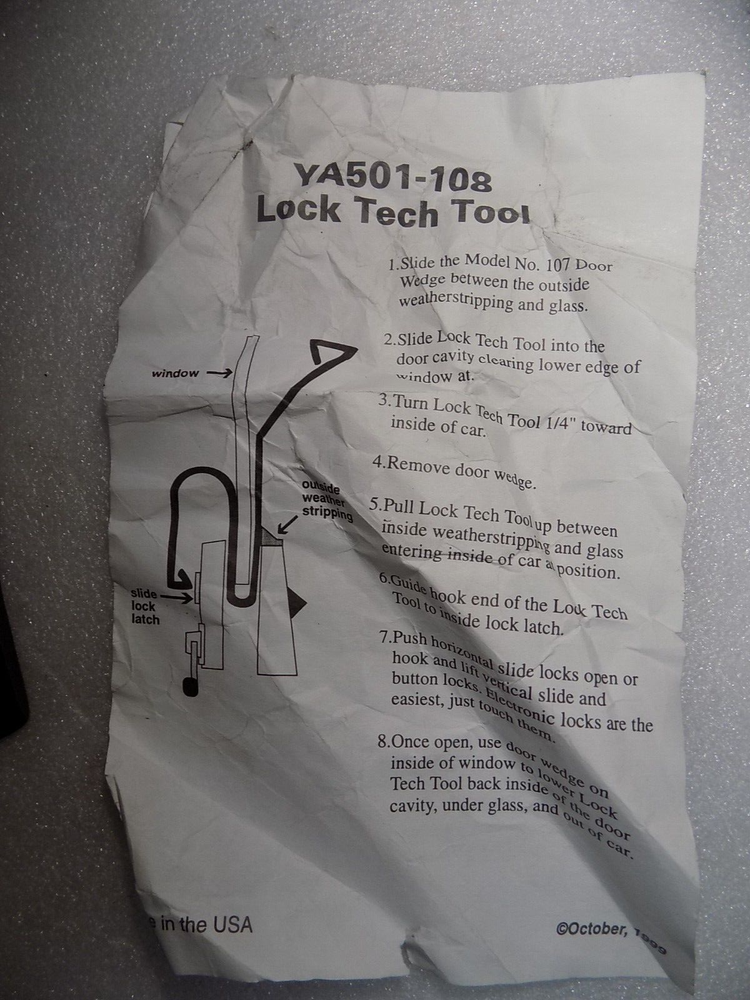 YA501-108
Lock Tech Tool
1.Slide the Model No. 107 Door
Wedge between the outside
weatherstripping and glass.
2.Slide Lock Tech Tool into the
door cavity clearing lower edge of
window at.
3.Turn Lock Tech Tool 1/4" toward
inside of car.
4.Remove door wedge.
5.Pull Lock Tech Tool up between
inside weatherstripping and glass
entering inside of car a position.
6.Guide hook end of the Lock Tech
Tool to inside lock latch.
7.Push horizontal slide locks open or
hook and lift vertical slide and
button locks. Electronic locks are the
easiest, just touch them.
8.Once open, use door wedge on
inside of window to lower Lock
Tech Tool back inside of the door
cavity, under glass, and out of car.
window
outside
weather
stripping
slide
lock
latch
in the USA
©October,